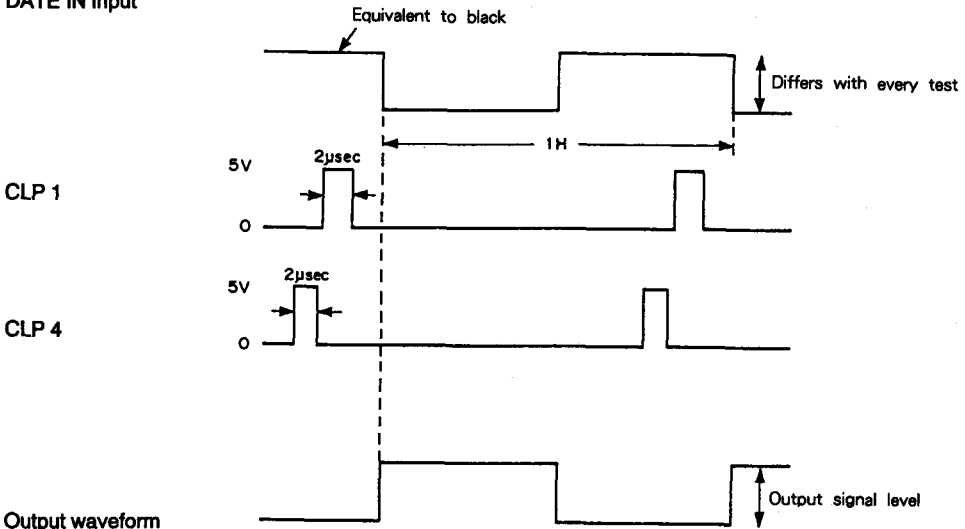 DATE IN input
Equivalent to black
Differs with every test
1H
5V
2μsec
CLP 1
0
2μsec
5V
CLP 4
0
Output signal level
Output waveform